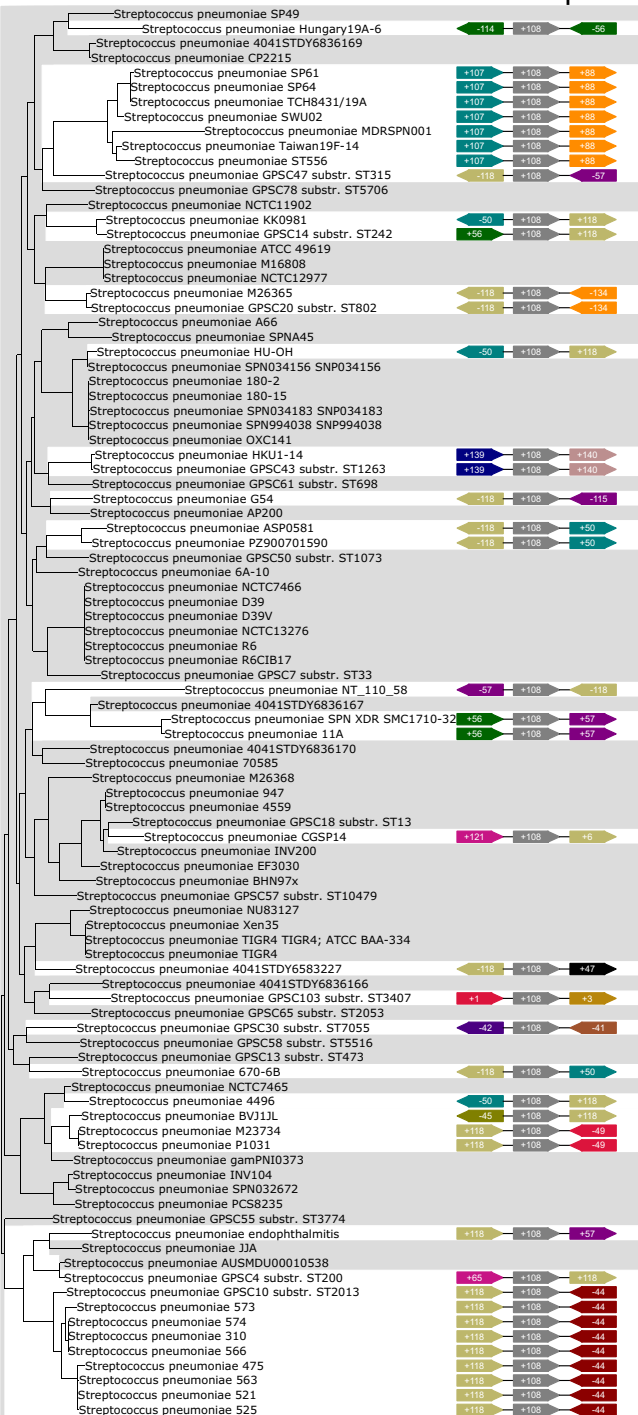 Streptococcus pneumoniae SP49
Streptococcus pneumoniae Hungary19A-6 -114 +108 -56
Streptococcus pneumoniae 4041STDY6836169
Streptococcus pneumoniae CP2215
Streptococcus pneumoniae SP61 +107 +108 +88
Streptococcus pneumoniae SP64 +107 +108 +88
Streptococcus pneumoniae TCH8431/19A +107 +108 +88
Streptococcus pneumoniae SWU02 +107 +108 +88
Streptococcus pneumoniae MDRSPN001 +107 +108 +88
Streptococcus pneumoniae Taiwan19F-14 +107 +108 +88
Streptococcus pneumoniae ST556 +107 +108 +88
Streptococcus pneumoniae GPSC47 substr. ST315 -118 +108 -57
Streptococcus pneumoniae GPSC78 substr. ST5706
Streptococcus pneumoniae NCTC11902
Streptococcus pneumoniae KK0981 -50 +108 +118
Streptococcus pneumoniae GPSC14 substr. ST242 +56 +108 +118
Streptococcus pneumoniae ATCC 49619
Streptococcus pneumoniae M16808
Streptococcus pneumoniae NCTC12977
Streptococcus pneumoniae M26365 -118 +108 -134
Streptococcus pneumoniae GPSC20 substr. ST802 -118 +108 -134
Streptococcus pneumoniae A66
Streptococcus pneumoniae SPNA45
Streptococcus pneumoniae HU-OH -50 +108 +118
Streptococcus pneumoniae SPN034156 SNP034156
Streptococcus pneumoniae 180-2
Streptococcus pneumoniae 180-15
Streptococcus pneumoniae SPN034183 SNP034183
Streptococcus pneumoniae SPN994038 SNP994038
Streptococcus pneumoniae OXC141
Streptococcus pneumoniae HKU1-14 +139 +108 +140
Streptococcus pneumoniae GPSC43 substr. ST1263 +139 +108 +140
Streptococcus pneumoniae GPSC61 substr. ST698
Streptococcus pneumoniae G54 -118 +108 -115
Streptococcus pneumoniae AP200
Streptococcus pneumoniae ASP0581 -118 +108 +50
Streptococcus pneumoniae PZ900701590 -118 +108 +50
Streptococcus pneumoniae GPSC50 substr. ST1073
Streptococcus pneumoniae 6A-10
Streptococcus pneumoniae NCTC7466
Streptococcus pneumoniae D39
Streptococcus pneumoniae D39V
Streptococcus pneumoniae NCTC13276
Streptococcus pneumoniae R6
Streptococcus pneumoniae R6CIB17
Streptococcus pneumoniae GPSC7 substr. ST33
Streptococcus pneumoniae NT_110_58 -57 +108 -118
Streptococcus pneumoniae 4041STDY6836167
Streptococcus pneumoniae SPN XDR SMC1710-32 +56 +108 +57
Streptococcus pneumoniae 11A +56 +108 +57
Streptococcus pneumoniae 4041STDY6836170
Streptococcus pneumoniae 70585
Streptococcus pneumoniae M26368
Streptococcus pneumoniae 947
Streptococcus pneumoniae 4559
Streptococcus pneumoniae GPSC18 substr. ST13
Streptococcus pneumoniae CGSP14 +121 +108 +6
Streptococcus pneumoniae INV200
Streptococcus pneumoniae EF3030
Streptococcus pneumoniae BHN97x
Streptococcus pneumoniae GPSC57 substr. ST10479
Streptococcus pneumoniae NU83127
Streptococcus pneumoniae Xen35
Streptococcus pneumoniae TIGR4 TIGR4; ATCC BAA-334
Streptococcus pneumoniae TIGR4
Streptococcus pneumoniae 4041STDY6583227 -118 +108 +47
Streptococcus pneumoniae 4041STDY6836166
Streptococcus pneumoniae GPSC103 substr. ST3407 +1 +108 +3
Streptococcus pneumoniae GPSC65 substr. ST2053
Streptococcus pneumoniae GPSC30 substr. ST7055 -42 +108 -41
Streptococcus pneumoniae GPSC58 substr. ST5516
Streptococcus pneumoniae GPSC13 substr. ST473
Streptococcus pneumoniae 670-6B -118 +108 +50
Streptococcus pneumoniae NCTC7465
Streptococcus pneumoniae 4496 -50 +108 +118
Streptococcus pneumoniae BVJ1JL -45 +108 +118
Streptococcus pneumoniae M23734 +118 +108 -49
Streptococcus pneumoniae P1031 +118 +108 -49
Streptococcus pneumoniae gamPNI0373
Streptococcus pneumoniae INV104
Streptococcus pneumoniae SPN032672
Streptococcus pneumoniae PCS8235
Streptococcus pneumoniae GPSC55 substr. ST3774
Streptococcus pneumoniae endophthalmitis +118 +108 +57
Streptococcus pneumoniae JJA
Streptococcus pneumoniae AUSMDU00010538
Streptococcus pneumoniae GPSC4 substr. ST200 +65 +108 +118
Streptococcus pneumoniae GPSC10 substr. ST2013 +118 +108 -44
Streptococcus pneumoniae 573 +118 +108 -44
Streptococcus pneumoniae 574 +118 +108 -44
Streptococcus pneumoniae 310 +118 +108 -44
Streptococcus pneumoniae 566 +118 +108 -44
Streptococcus pneumoniae 475 +118 +108 -44
Streptococcus pneumoniae 563 +118 +108 -44
Streptococcus pneumoniae 521 +118 +108 -44
Streptococcus pneumoniae 525 +118 +108 -44